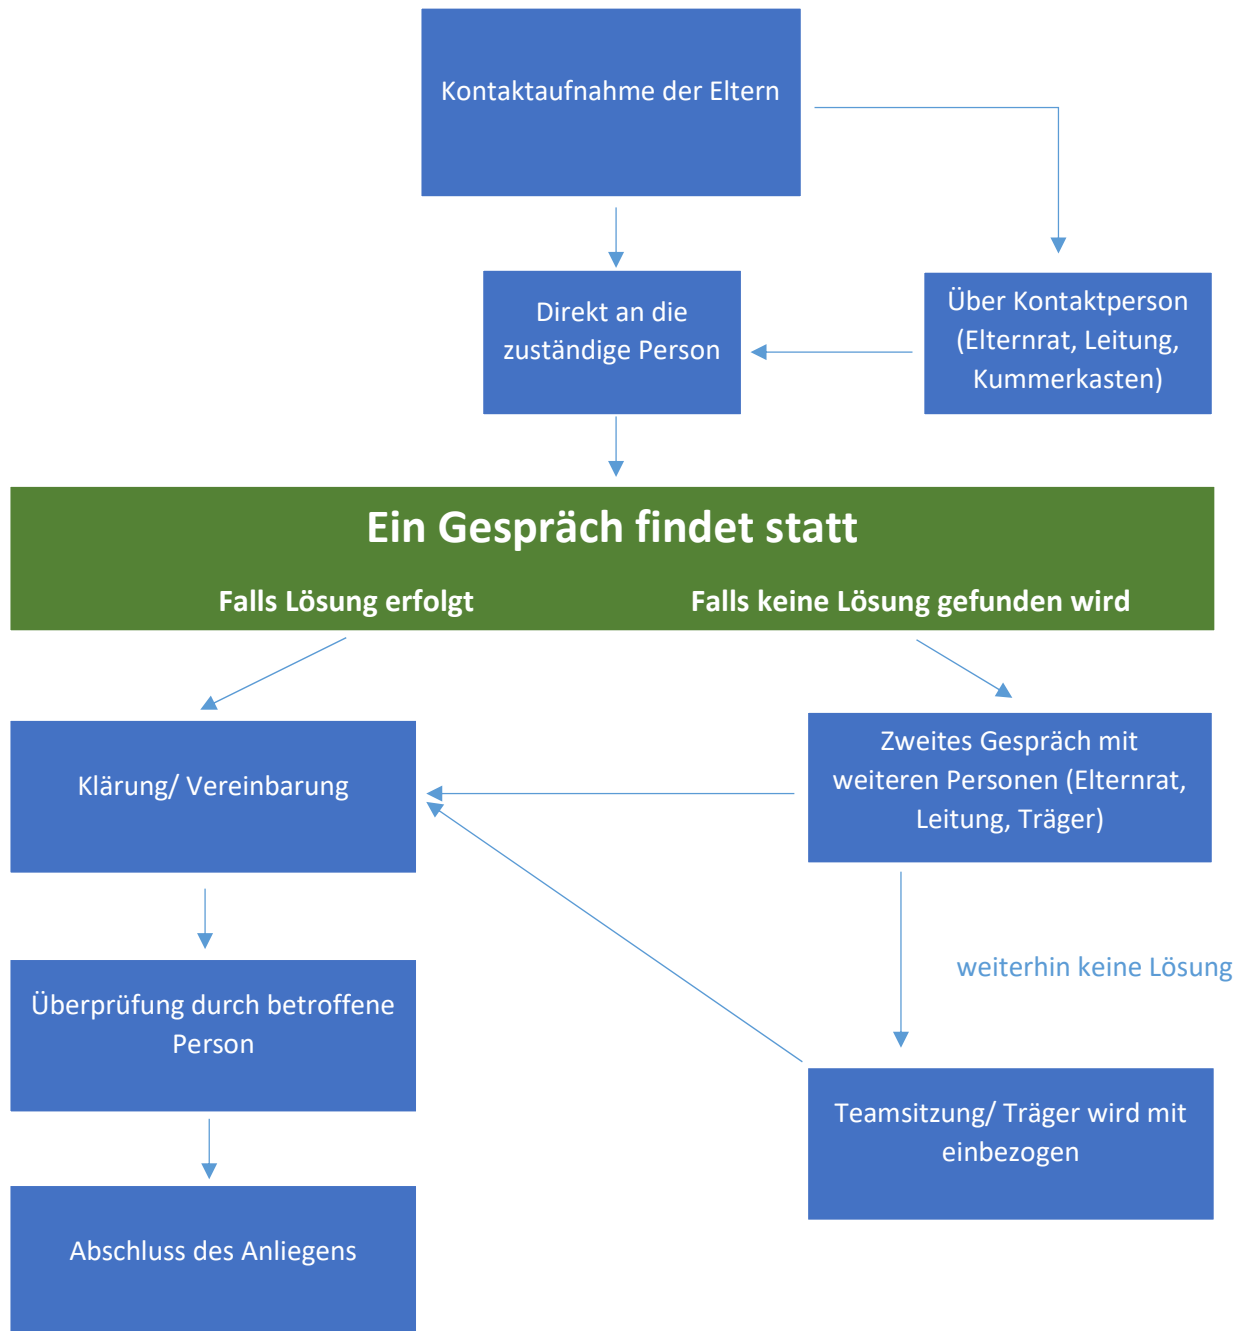 Kontaktaufnahme der Eltern
Direkt an die
zuständige Person
Über Kontaktperson
(Elternrat, Leitung,
Kummerkasten)
Ein Gespräch findet statt
Falls Lösung erfolgt
Falls keine Lösung gefunden wird
Klärung/ Vereinbarung
Zweites Gespräch mit
weiteren Personen (Elternrat,
Leitung, Träger)
weiterhin keine Lösung
Überprüfung durch betroffene
Person
Teamsitzung/ Träger wird mit
einbezogen
Abschluss des Anliegens